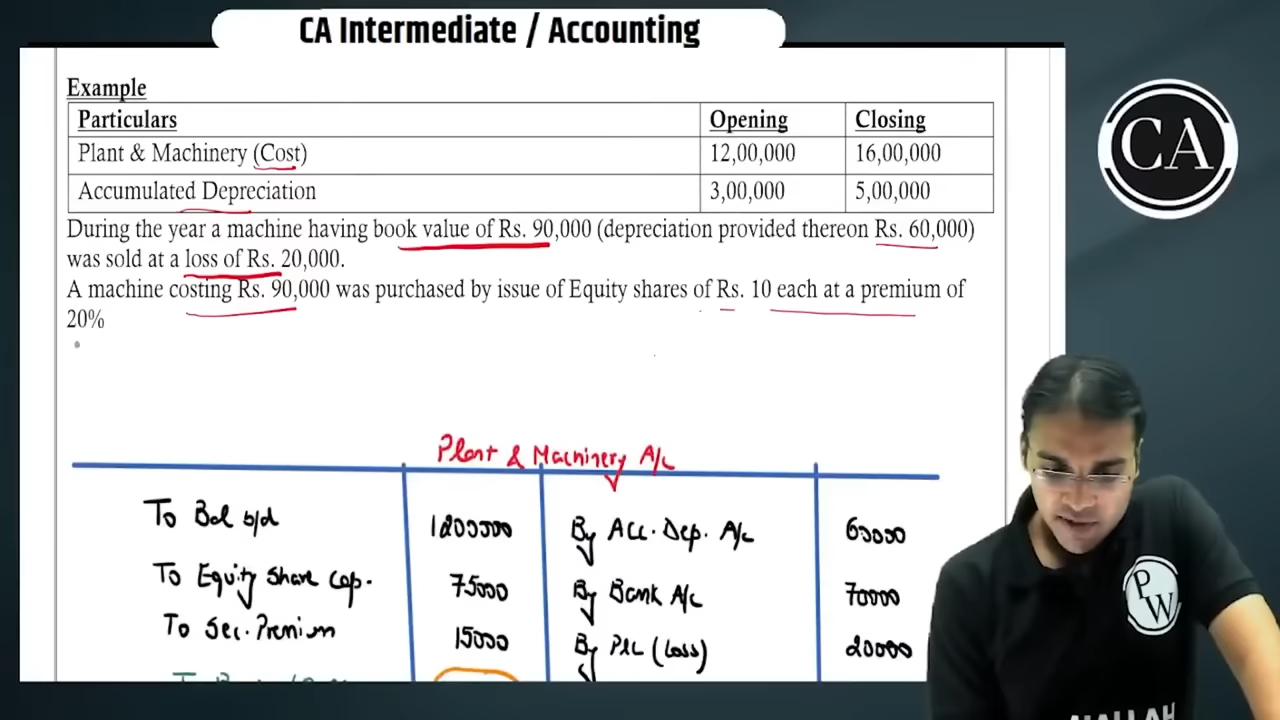 CA Intermediate / Accounting
CA
Example
Particulars Opening Closing
Plant & Machinery (Cost) 12,00,000 16,00,000
Accumulated Depreciation 3,00,000 5,00,000
During the year a machine having book value of Rs. 90,000 (depreciation provided thereon Rs. 60,000)
was sold at a loss of Rs. 20,000.
A machine costing Rs. 90,000 was purchased by issue of Equity shares of Rs. 10 each at a premium of
20%
Plant & Machinery A/c
To Bal b/d 1200000 By Acc. Dep. A/c 60000
To Equity Share Cap. 75000 By Bank A/c 70000
To Sec. Premium 15000 By P&L (Loss) 20000
PW